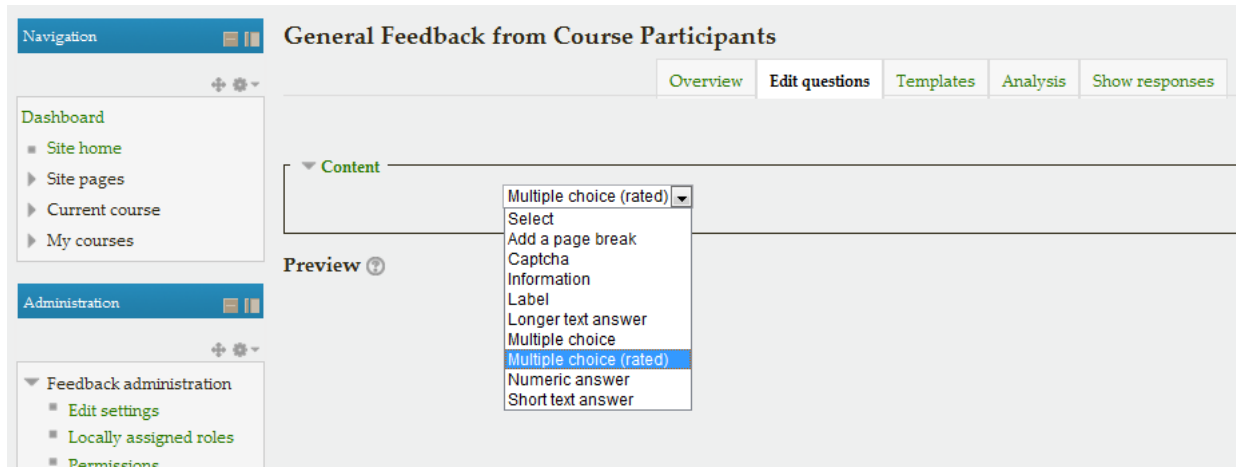 Navigation
Dashboard
Site home
Site pages
Current course
My courses
Administration
Feedback administration
Edit settings
Locally assigned roles
Permissions
General Feedback from Course Participants
Overview Edit questions Templates Analysis Show responses
Content
Multiple choice (rated)
Select
Add a page break
Captcha
Information
Label
Longer text answer
Multiple choice
Multiple choice (rated)
Numeric answer
Short text answer
Preview